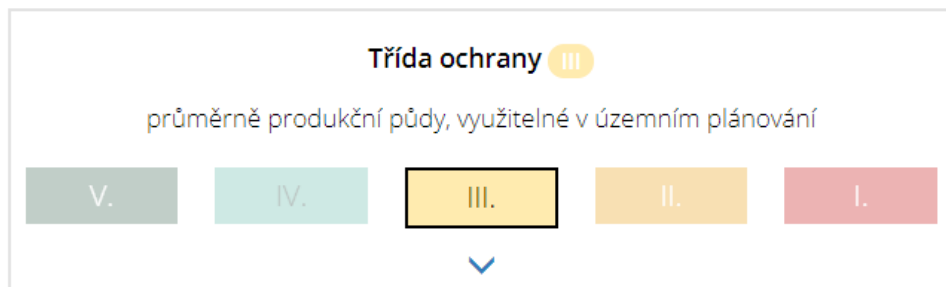 Třída ochrany III
průměrně produkční půdy, využitelné v územním plánování
V. IV. III. II. I.